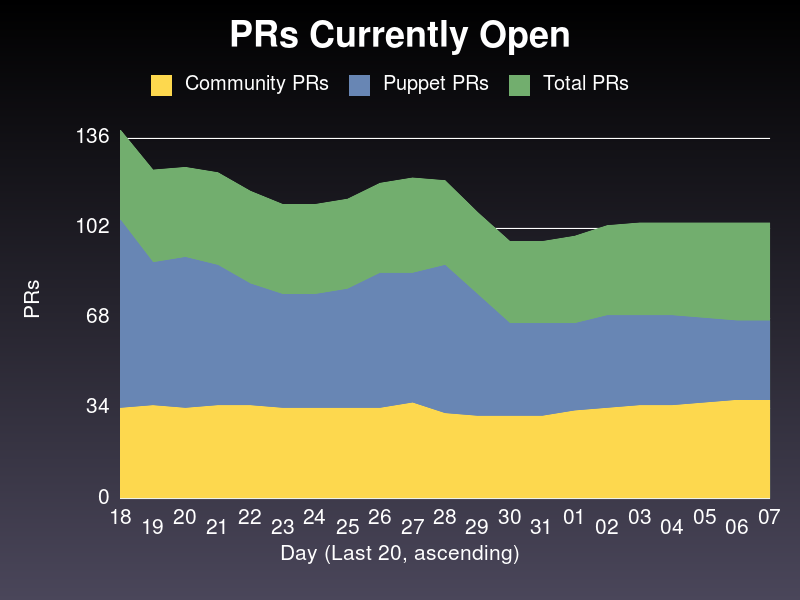 PRs Currently Open
Community PRs Puppet PRs Total PRs
136
102
68
34
0
PRs
18 19 20 21 22 23 24 25 26 27 28 29 30 31 01 02 03 04 05 06 07
Day (Last 20, ascending)